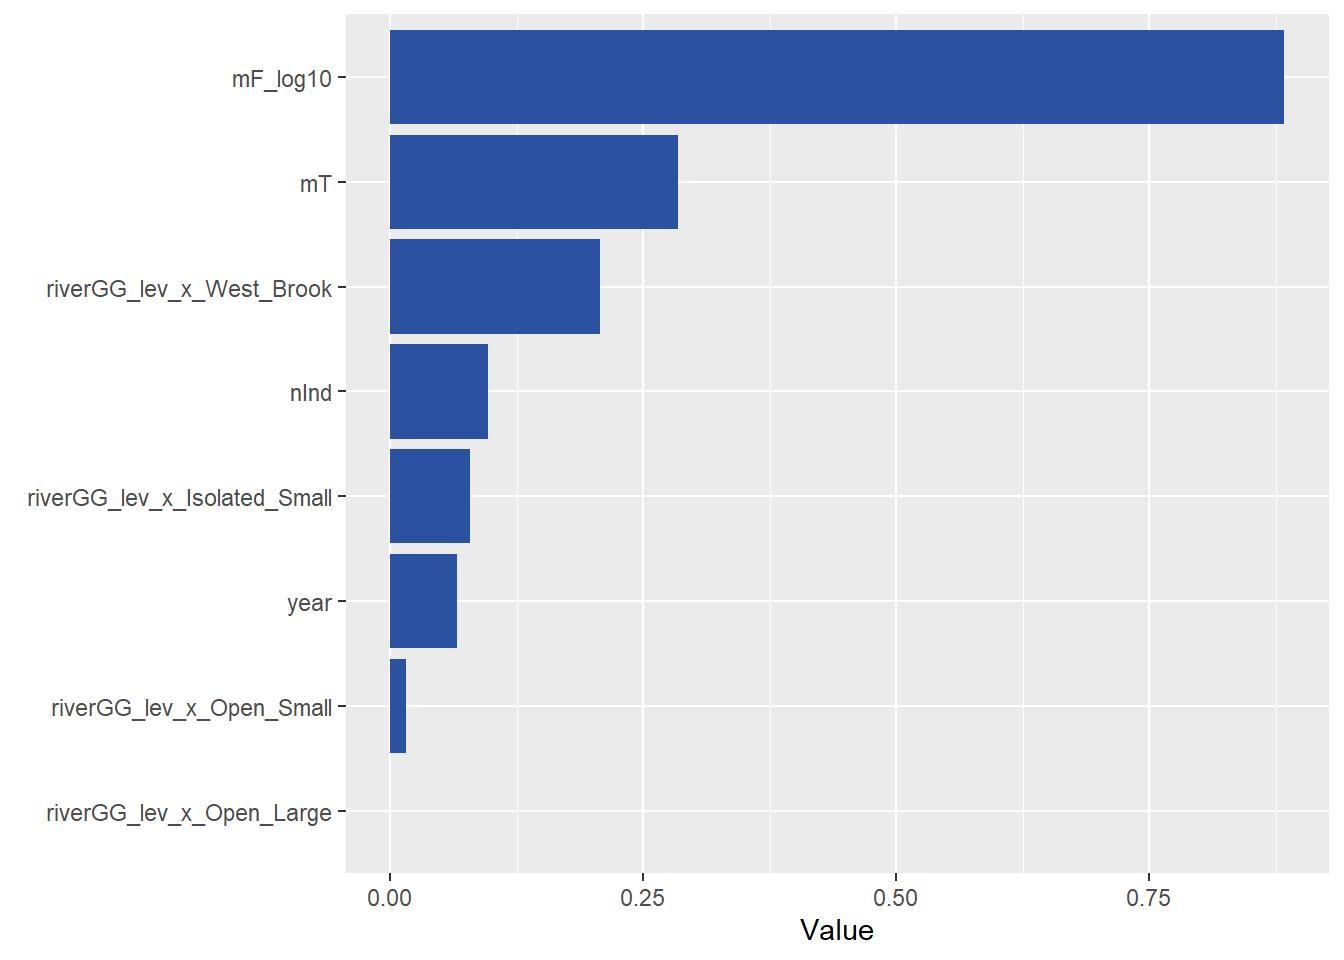 mF_log10
mT
riverGG_lev_x_West_Brook
nInd
riverGG_lev_x_Isolated_Small
year
riverGG_lev_x_Open_Small
riverGG_lev_x_Open_Large
0.00 0.25 0.50 0.75
Value